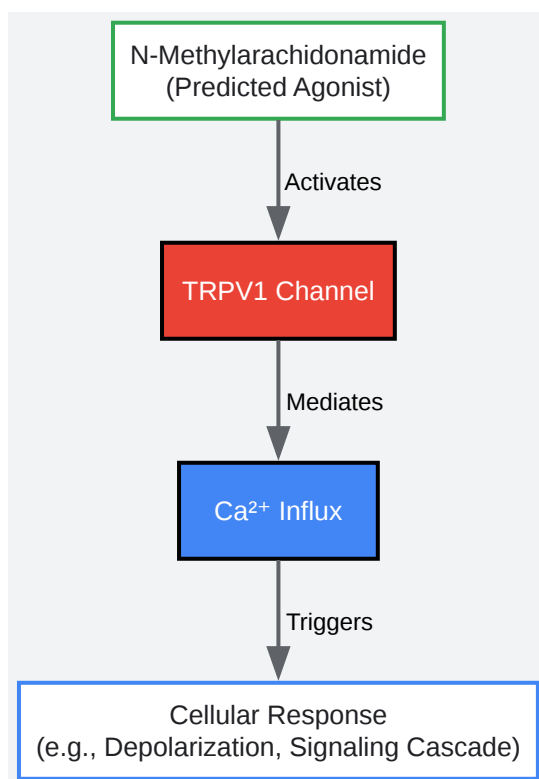 N-Methylarachidonamide
(Predicted Agonist)
Activates
TRPV1 Channel
Mediates
Ca²⁺ Influx
Triggers
Cellular Response
(e.g., Depolarization, Signaling Cascade)